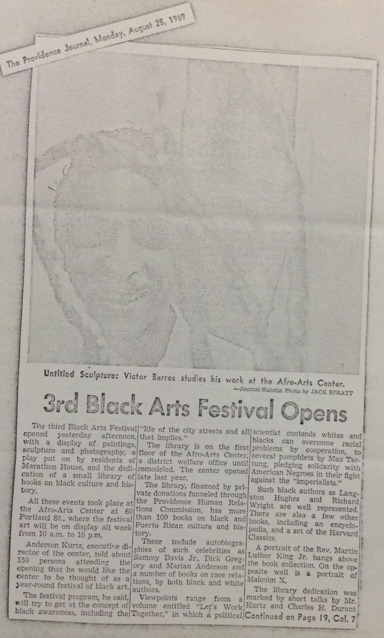 The Providence Journal, Monday, August 25, 1969
Untitled Sculpture: Victor Barros studies his work at the Afro-Arts Center.
—Journal-Bulletin Photo by JACK SPRATT
3rd Black Arts Festival Opens
The third Black Arts Festival
opened yesterday afternoon,
with a display of paintings,
sculpture and photography, a
play put on by residents of
Marathon House, and the dedi-
cation of a small library of
books on black culture and his-
tory.
All these events took place at
the Afro-Arts Center at 60
Portland St., where the festival
art will be on display all week
from 10 a.m. to 10 p.m.
Anderson Kurtz, executive di-
rector of the center, told about
150 persons attending the
opening that he would like the
center to be thought of as a
year-round festival of black art.
The festival program, he said,
will try to get at the concept of
black awareness, including the
"life of the city streets and all
that implies."
The library is on the first
floor of the Afro-Arts Center,
a district welfare office until
remodeled. The center opened
late last year.
The library, financed by pri-
vate donations funneled through
the Providence Human Rela-
tions Commission, has more
than 100 books on black and
Puerto Rican culture and his-
tory.
These include autobiogra-
phies of such celebrities as
Sammy Davis Jr., Dick Greg-
ory and Marian Anderson and
a number of books on race rela-
tions, by both black and white
authors.
Viewpoints range from a
volume entitled "Let's Work
Together," in which a political
scientist contends whites and
blacks can overcome racial
problems by cooperation, to
several pamphlets by Mao Tse-
tung, pledging solidarity with
American Negroes in their fight
against the "imperialists."
Such black authors as Lang-
ston Hughes and Richard
Wright are well represented.
There are also a few other
books, including an encyclo-
pedia, and a set of the Harvard
Classics.
A portrait of the Rev. Martin
Luther King Jr. hangs above
the book collection. On the op-
posite wall is a portrait of
Malcolm X.
The library dedication was
marked by short talks by Mr.
Kurtz and Charles H. Durant
Continued on Page 19, Col. 7